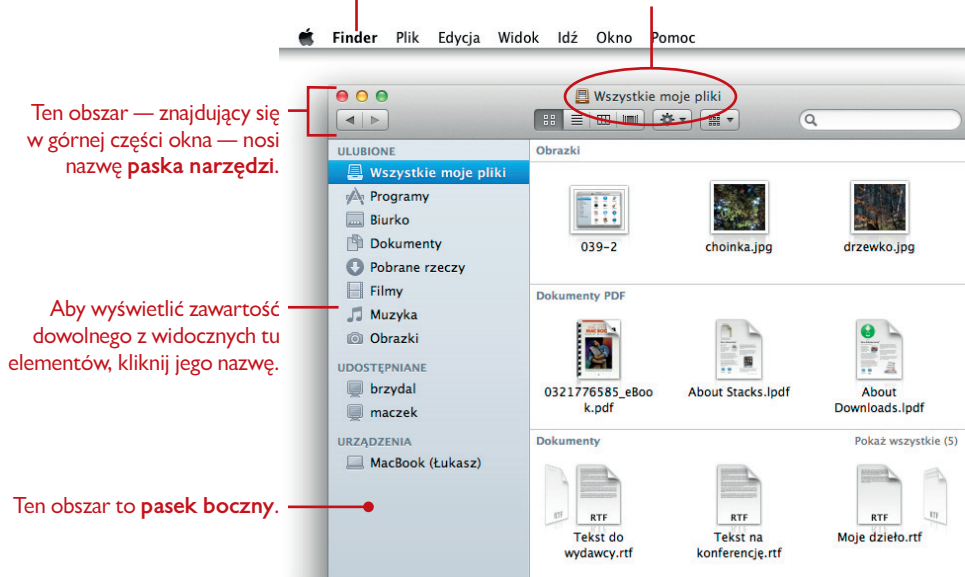 Finder Plik Edycja Widok Idź Okno Pomoc
Wszystkie moje pliki
Ten obszar — znajdujący się
w górnej części okna — nosi
nazwę paska narzędzi.
Aby wyświetlić zawartość
dowolnego z widocznych tu
elementów, kliknij jego nazwę.
Ten obszar to pasek boczny.
ULUBIONE
Wszystkie moje pliki
Programy
Biurko
Dokumenty
Pobrane rzeczy
Filmy
Muzyka
Obrazki
UDOSTĘPNIANE
brzydal
maczek
URZĄDZENIA
MacBook (Łukasz)
Obrazki
039-2 choinka.jpg drzewko.jpg
Dokumenty PDF
0321776585_eBoo
k.pdf
About Stacks.lpdf
About
Downloads.lpdf
Dokumenty Pokaż wszystkie (5)
RTF RTF RTF RTF RTF
Tekst do
wydawcy.rtf
Tekst na
konferencję.rtf
Moje dzieło.rtf